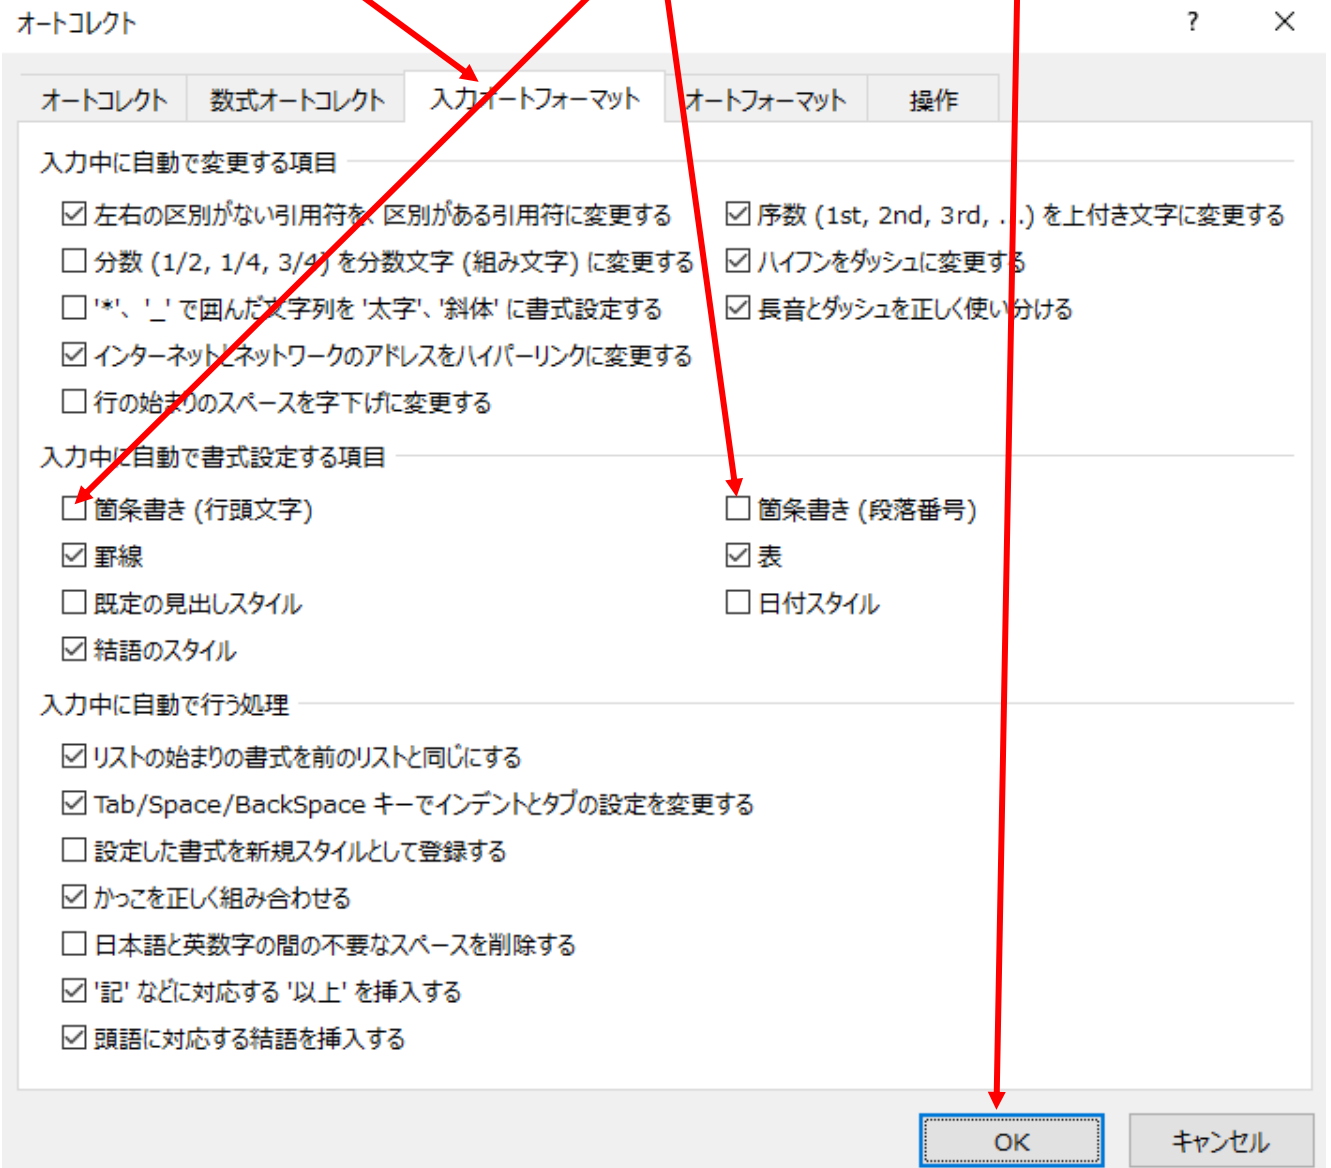 オートコレクト ? ×
オートコレクト 数式オートコレクト 入力オートフォーマット オートフォーマット 操作
入力中に自動で変更する項目
左右の区別がない引用符を、区別がある引用符に変更する
序数 (1st, 2nd, 3rd, ...) を上付き文字に変更する
分数 (1/2, 1/4, 3/4) を分数文字 (組み文字) に変更する
ハイフンをダッシュに変更する
'*'、'_' で囲んだ文字列を '太字'、'斜体' に書式設定する
長音とダッシュを正しく使い分ける
インターネットとネットワークのアドレスをハイパーリンクに変更する
行の始まりのスペースを字下げに変更する
入力中に自動で書式設定する項目
箇条書き (行頭文字)
箇条書き (段落番号)
罫線
表
既定の見出しスタイル
日付スタイル
結語のスタイル
入力中に自動で行う処理
リストの始まりの書式を前のリストと同じにする
Tab/Space/BackSpace キーでインデントとタブの設定を変更する
設定した書式を新規スタイルとして登録する
かっこを正しく組み合わせる
日本語と英数字の間の不要なスペースを削除する
'記' などに対応する '以上' を挿入する
頭語に対応する結語を挿入する
OK キャンセル